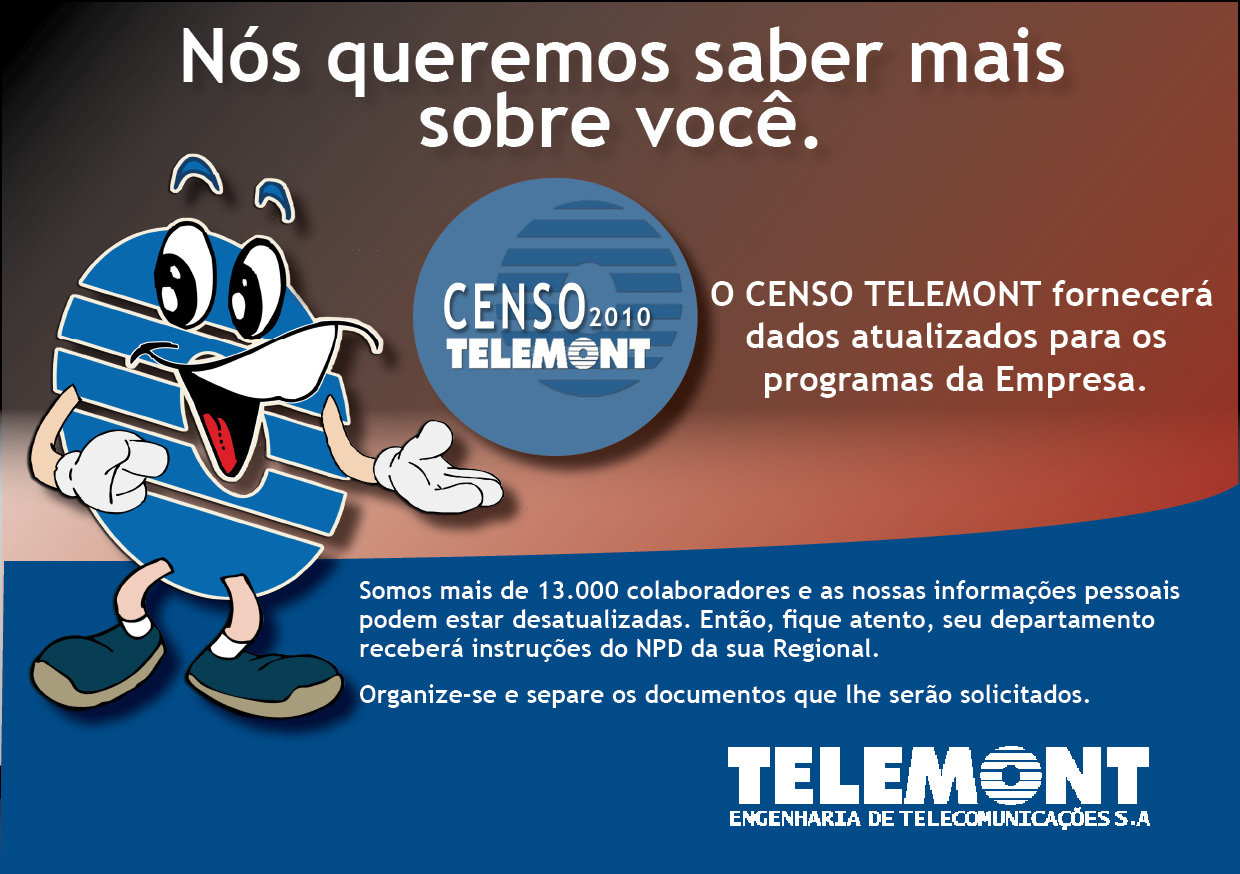 Nós queremos saber mais
sobre você.
CENSO 2010
TELEMONT
O CENSO TELEMONT fornecerá
dados atualizados para os
programas da Empresa.
Somos mais de 13.000 colaboradores e as nossas informações pessoais
podem estar desatualizadas. Então, fique atento, seu departamento
receberá instruções do NPD da sua Regional.
Organize-se e separe os documentos que lhe serão solicitados.
TELEMONT
ENGENHARIA DE TELECOMUNICAÇÕES S.A